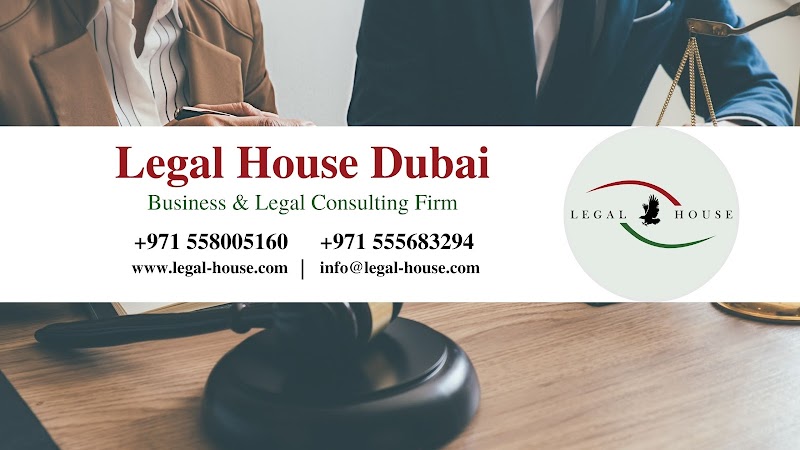 Legal House Dubai
Business & Legal Consulting Firm
+971 558005160 +971 555683294
www.legal-house.com | info@legal-house.com
LEGAL HOUSE